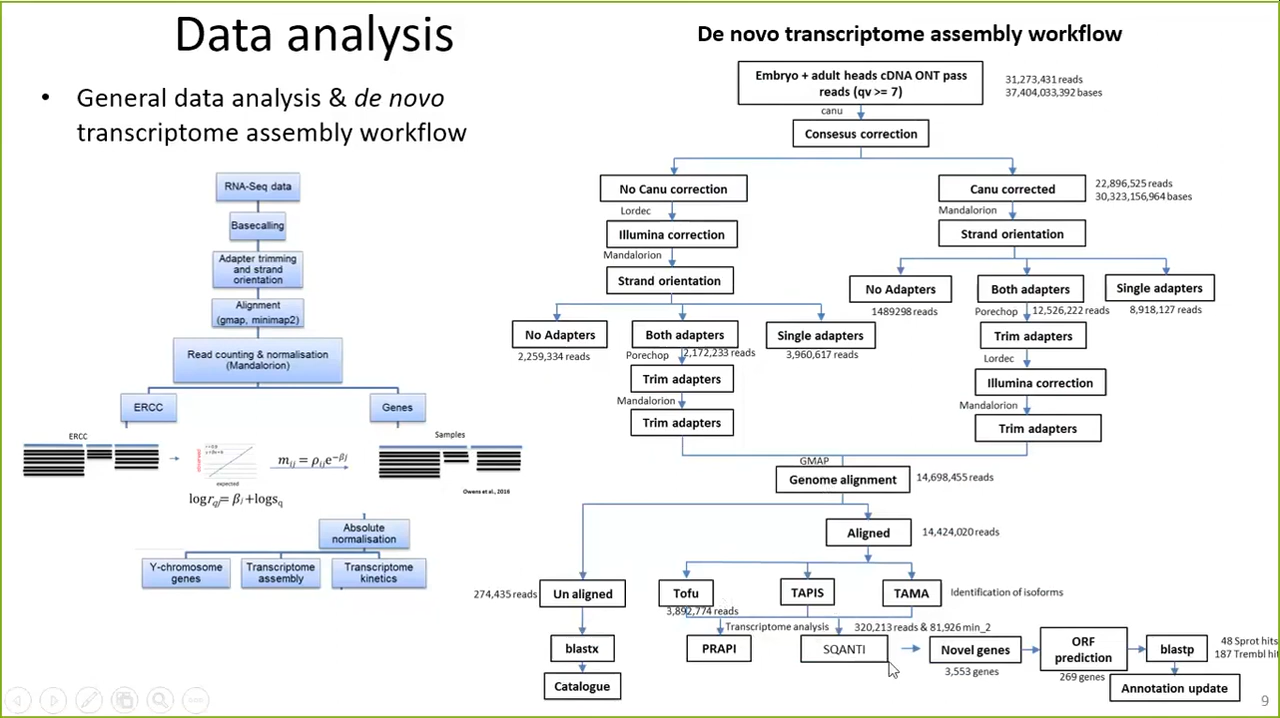 Data analysis
• General data analysis & de novo
transcriptome assembly workflow
RNA-Seq data
Basecalling
Adapter trimming
and strand
orientation
Alignment
(gmap, minimap2)
Read counting & normalisation
(Mandalorion)
ERCC
Genes
ERCC
Samples
expected
mᵢⱼ = ρᵢⱼe^-βⱼ
Owens et al., 2016
Absolute
normalisation
Y-chromosome
genes
Transcriptome
assembly
Transcriptome
kinetics
De novo transcriptome assembly workflow
Embryo + adult heads cDNA ONT pass
reads (qv >= 7)
31,273,431 reads
37,404,033,392 bases
canu
Consesus correction
No Canu correction
Canu corrected
22,896,525 reads
30,323,156,964 bases
Lordec
Mandalorion
Illumina correction
Strand orientation
Mandalorion
Strand orientation
No Adapters
Both adapters
Single adapters
1489298 reads
Porechop
12,526,222 reads
8,918,127 reads
No Adapters
Both adapters
Single adapters
Trim adapters
2,259,334 reads
Porechop
2,172,233 reads
3,960,617 reads
Lordec
Trim adapters
Illumina correction
Mandalorion
Mandalorion
Trim adapters
Trim adapters
GMAP
Genome alignment
14,698,455 reads
Aligned
14,424,020 reads
274,435 reads
Un aligned
Tofu
TAPIS
TAMA
Identification of isoforms
3,892,774 reads
Transcriptome analysis
320,213 reads & 81,926 min_2
blastx
PRAPI
SQANTI
Novel genes
ORF
prediction
blastp
48 Sprot hits
187 Trembl hit
3,553 genes
269 genes
Catalogue
Annotation update
9